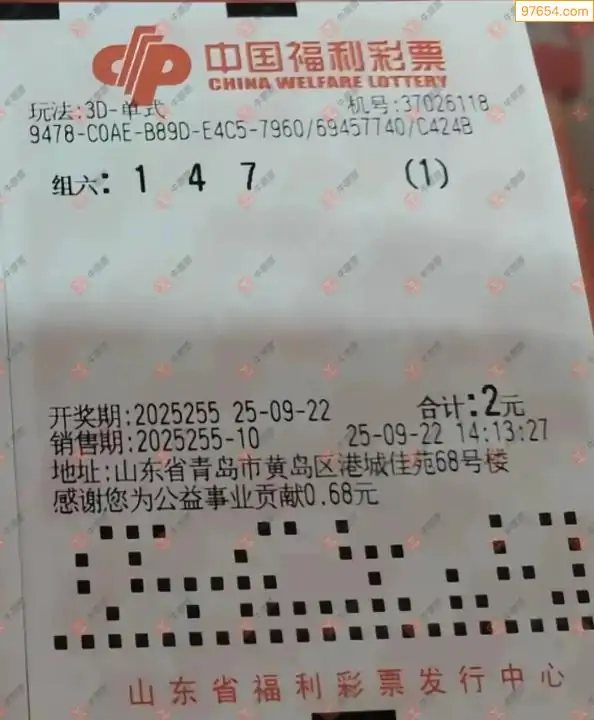 97654.com
中国福利彩票
CHINA WELFARE LOTTERY
玩法:3D-单式 机号:37026118
9478-C0AE-B89D-E4C5-7960/69457740/C424B
组六: 1 4 7 (1)
开奖期:2025255 25-09-22 合计:2元
销售期:2025255-10 25-09-22 14:13:27
地址:山东省青岛市黄岛区港城佳苑68号楼
感谢您为公益事业贡献0.68元
山东省福利彩票发行中心